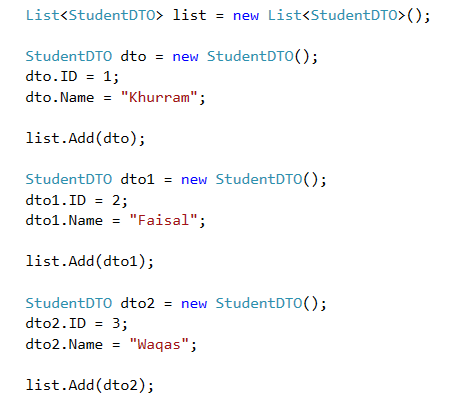 List<StudentDTO> list = new List<StudentDTO>();
StudentDTO dto = new StudentDTO();
dto.ID = 1;
dto.Name = "Khurram";
list.Add(dto);
StudentDTO dto1 = new StudentDTO();
dto1.ID = 2;
dto1.Name = "Faisal";
list.Add(dto1);
StudentDTO dto2 = new StudentDTO();
dto2.ID = 3;
dto2.Name = "Waqas";
list.Add(dto2);